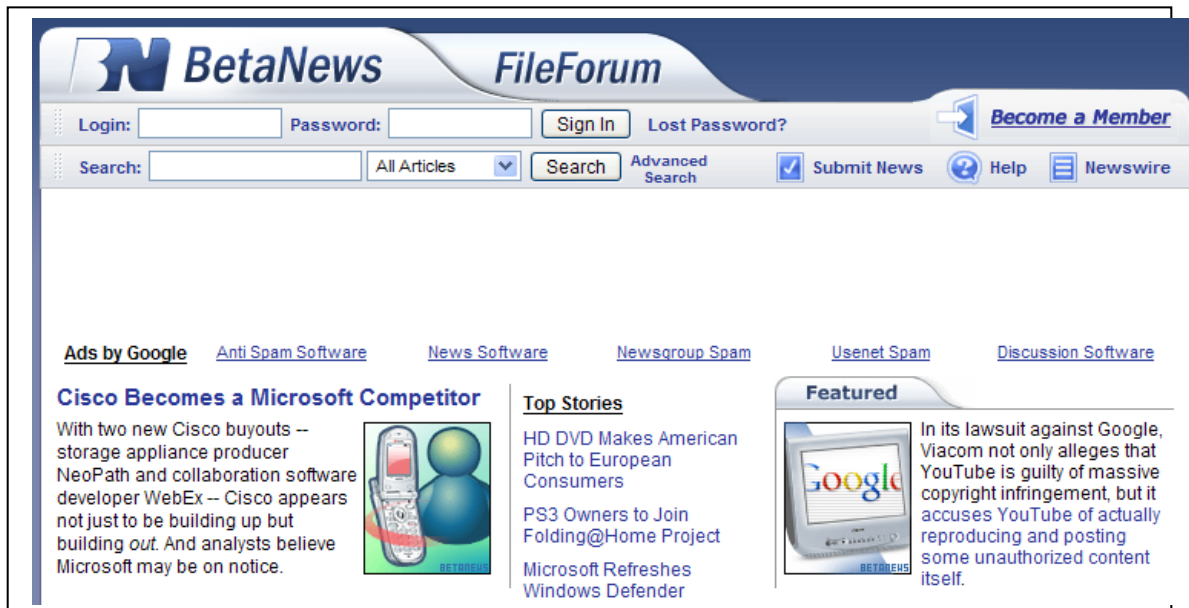 BN BetaNews FileForum
Login: Password: Sign In Lost Password? Become a Member
Search: All Articles Search Advanced Search Submit News Help Newswire
Ads by Google Anti Spam Software News Software Newsgroup Spam Usenet Spam Discussion Software
Cisco Becomes a Microsoft Competitor
With two new Cisco buyouts --
storage appliance producer
NeoPath and collaboration software
developer WebEx -- Cisco appears
not just to be building up but
building out. And analysts believe
Microsoft may be on notice.
BETANEWS
Top Stories
HD DVD Makes American
Pitch to European
Consumers
PS3 Owners to Join
Folding@Home Project
Microsoft Refreshes
Windows Defender
Featured
Google
BETANEWS
In its lawsuit against Google,
Viacom not only alleges that
YouTube is guilty of massive
copyright infringement, but it
accuses YouTube of actually
reproducing and posting
some unauthorized content
itself.